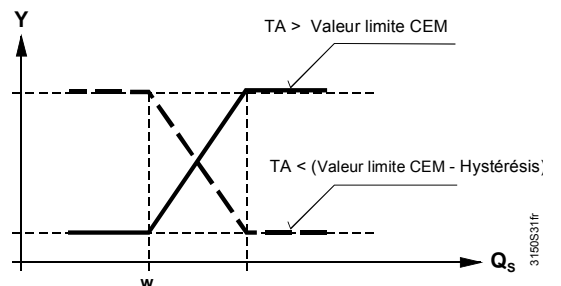 Y
TA > Valeur limite CEM
TA < (Valeur limite CEM - Hystérésis)
w
Qs
3150S31fr